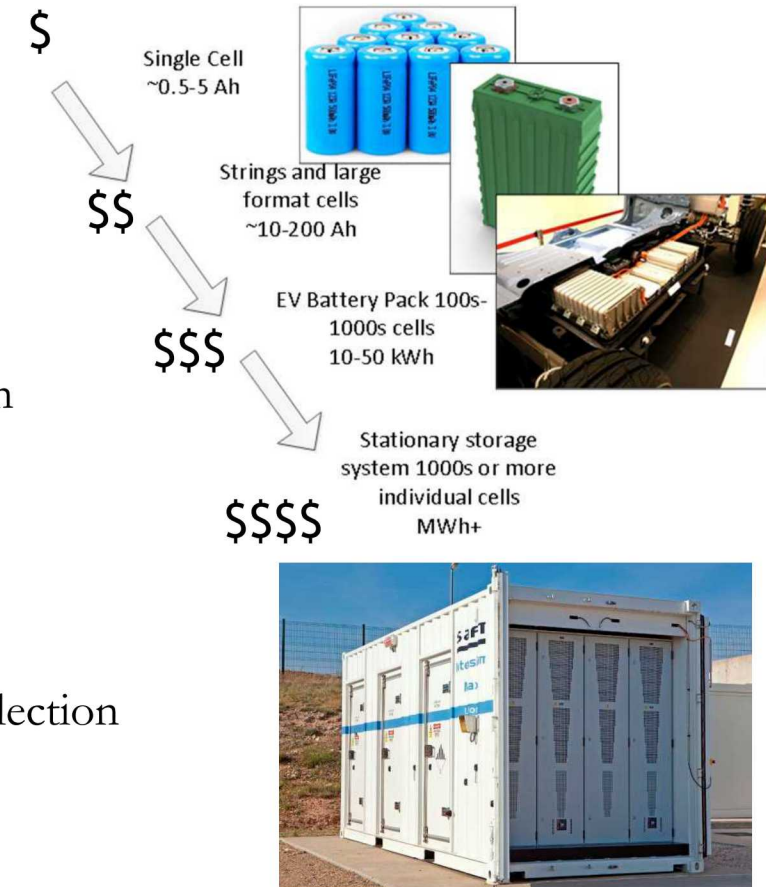 $
Single Cell
~0.5-5 Ah
Strings and large
format cells
~10-200 Ah
$$
EV Battery Pack 100s-
1000s cells
10-50 kWh
$$$
Stationary storage
system 1000s or more
individual cells
MWh+
$$$$
lection
SAFT